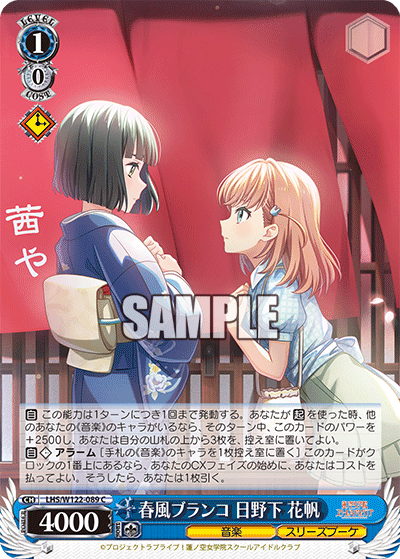 LEVEL
1
0
COST
茜や
SAMPLE
自 この能力は1ターンにつき1回まで発動する。あなたが 起 を使った時、他
のあなたの《音楽》のキャラがいるなら、そのターン中、このカードのパワーを
+2500し、あなたは自分の山札の上から3枚を、控え室に置いてよい。
自 アラーム [手札の《音楽》のキャラを1枚控え室に置く] このカードがク
ロックの1番上にあるなら、あなたのCXフェイズの始めに、あなたはコストを
払ってよい。そうしたら、あなたは1枚引く。
CH LHS/W122-089 C
4000
春風ブランコ 日野下 花帆
音楽
スリーズブーケ
©プロジェクトラブライブ!蓮ノ空女学院スクールアイドルクラブ